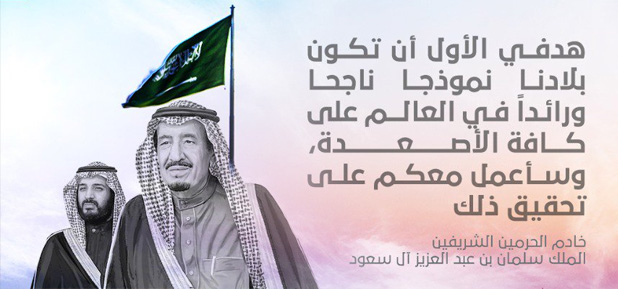 هدفي الأول أن تكون
بلادنا نموذجا ناجحا
ورائداً في العالم على
كافة الأصعدة،
وسأعمل معكم على
تحقيق ذلك
خادم الحرمين الشريفين
الملك سلمان بن عبد العزيز آل سعود